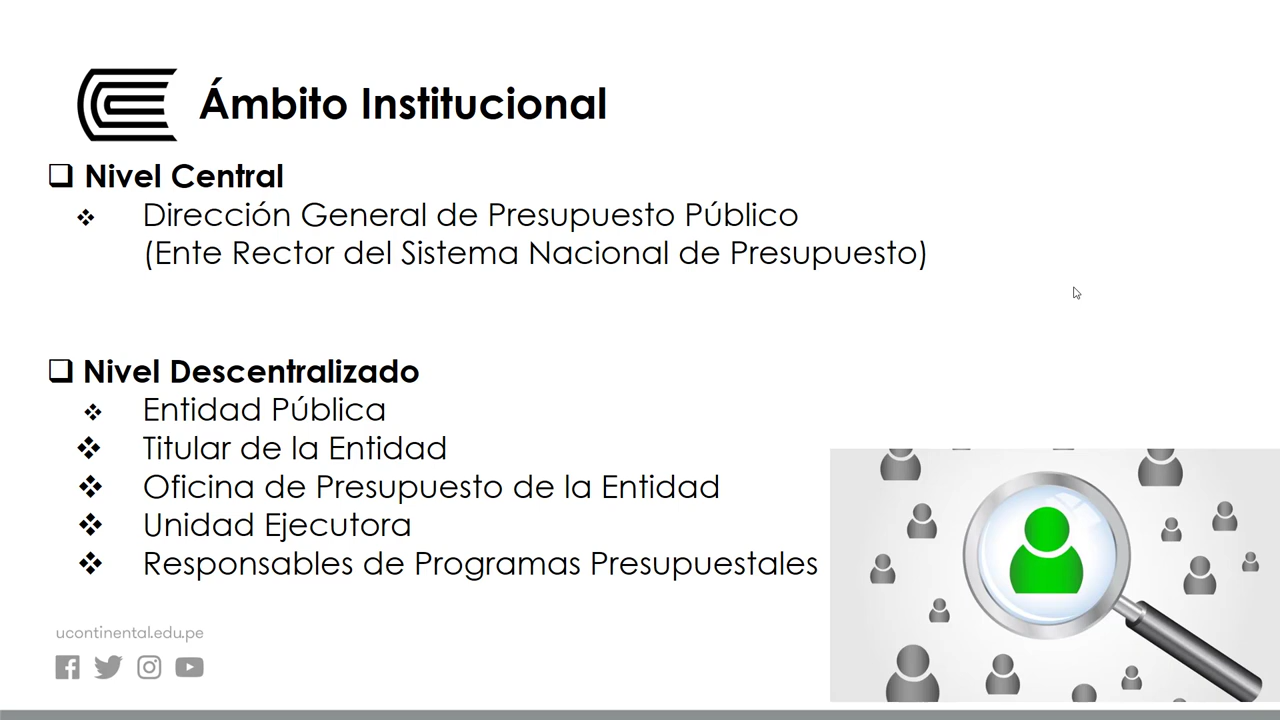 Ámbito Institucional
Nivel Central
Dirección General de Presupuesto Público
(Ente Rector del Sistema Nacional de Presupuesto)
Nivel Descentralizado
Entidad Pública
Titular de la Entidad
Oficina de Presupuesto de la Entidad
Unidad Ejecutora
Responsables de Programas Presupuestales
ucontinental.edu.pe